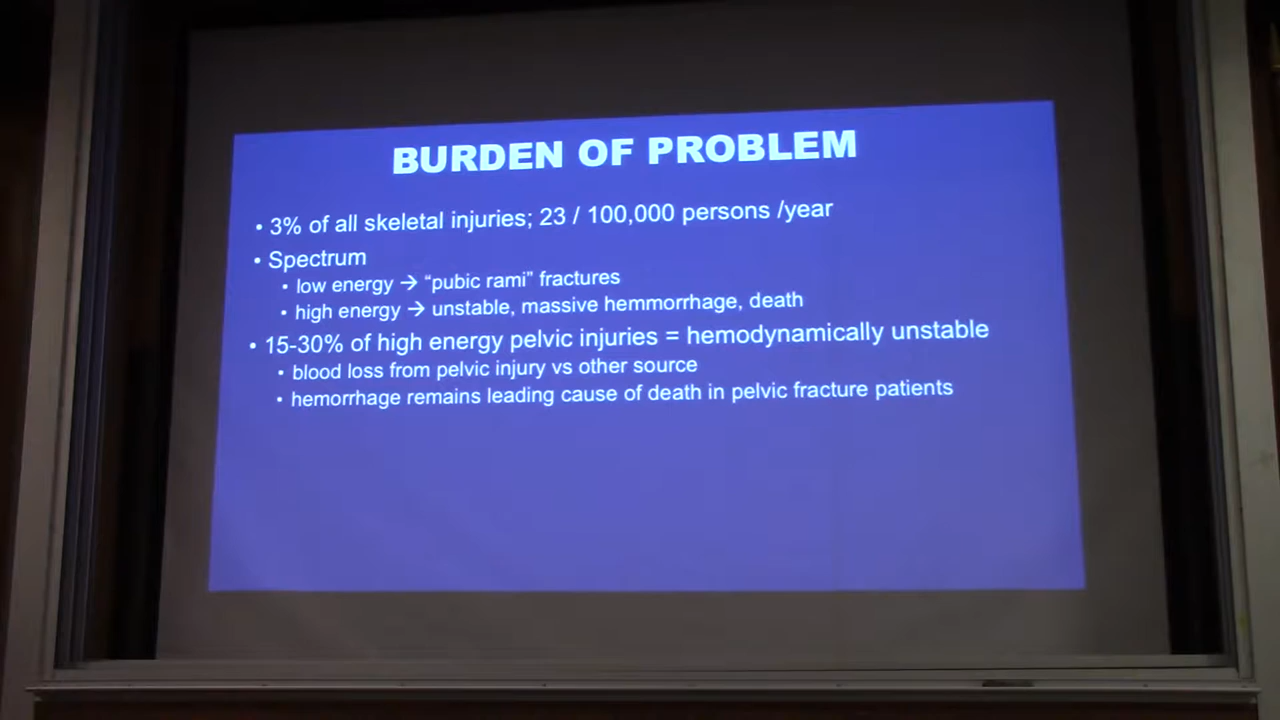 BURDEN OF PROBLEM
• 3% of all skeletal injuries; 23 / 100,000 persons /year
• Spectrum
• low energy → “pubic rami” fractures
• high energy → unstable, massive hemmorrhage, death
• 15-30% of high energy pelvic injuries = hemodynamically unstable
• blood loss from pelvic injury vs other source
• hemorrhage remains leading cause of death in pelvic fracture patients